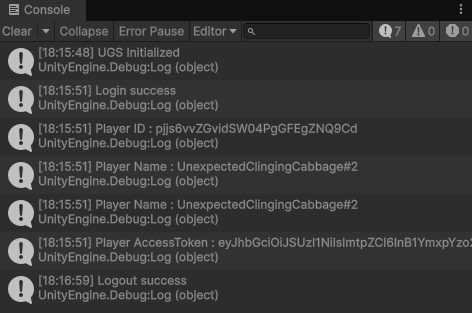 Console
Clear Collapse Error Pause Editor 7 0 0
[18:15:48] UGS Initialized
UnityEngine.Debug:Log (object)
[18:15:51] Login success
UnityEngine.Debug:Log (object)
[18:15:51] Player ID : pjjs6vvZGvidSW04PgGFEgZNQ9Cd
UnityEngine.Debug:Log (object)
[18:15:51] Player Name : UnexpectedClingingCabbage#2
UnityEngine.Debug:Log (object)
[18:15:51] Player Name : UnexpectedClingingCabbage#2
UnityEngine.Debug:Log (object)
[18:15:51] Player AccessToken : eyJhbGciOiJSUzI1NiIsImtpZCI6InB1YmxpYzo
UnityEngine.Debug:Log (object)
[18:16:59] Logout success
UnityEngine.Debug:Log (object)